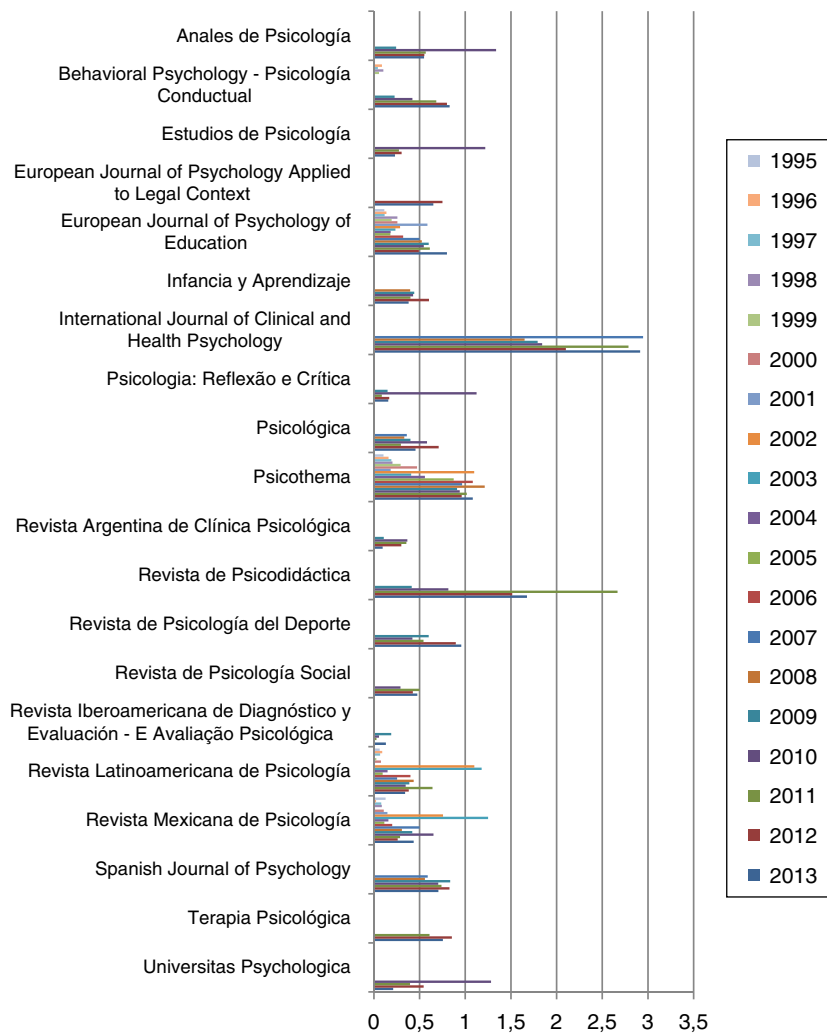 Anales de Psicología
Behavioral Psychology - Psicología
Conductual
Estudios de Psicología
European Journal of Psychology Applied
to Legal Context
European Journal of Psychology of
Education
Infancia y Aprendizaje
International Journal of Clinical and
Health Psychology
Psicologia: Reflexão e Crítica
Psicológica
Psicothema
Revista Argentina de Clínica Psicológica
Revista de Psicodidáctica
Revista de Psicología del Deporte
Revista de Psicología Social
Revista Iberoamericana de Diagnóstico y
Evaluación - E Avaliação Psicológica
Revista Latinoamericana de Psicología
Revista Mexicana de Psicología
Spanish Journal of Psychology
Terapia Psicológica
Universitas Psychologica
0 0,5 1 1,5 2 2,5 3 3,5
1995
1996
1997
1998
1999
2000
2001
2002
2003
2004
2005
2006
2007
2008
2009
2010
2011
2012
2013